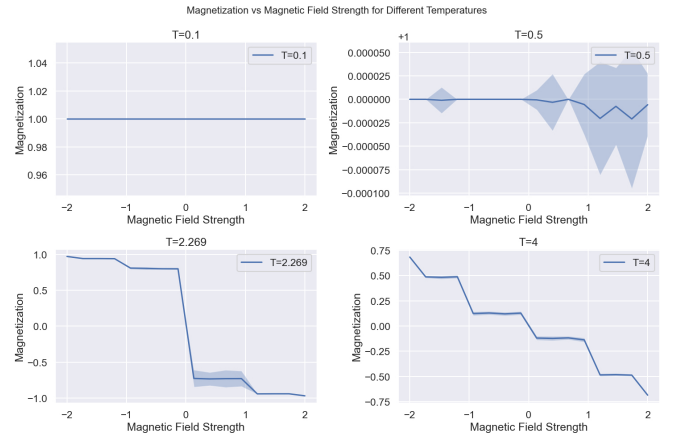 Magnetization vs Magnetic Field Strength for Different Temperatures
T=0.1
T=0.1
1.04
1.02
1.00
0.98
0.96
Magnetization
−2 −1 0 1 2
Magnetic Field Strength
T=0.5
+1
T=0.5
0.000050
0.000025
0.000000
−0.000025
−0.000050
−0.000075
−0.000100
Magnetization
−2 −1 0 1 2
Magnetic Field Strength
T=2.269
T=2.269
1.0
0.5
0.0
−0.5
−1.0
Magnetization
−2 −1 0 1 2
Magnetic Field Strength
T=4
T=4
0.75
0.50
0.25
0.00
−0.25
−0.50
−0.75
Magnetization
−2 −1 0 1 2
Magnetic Field Strength